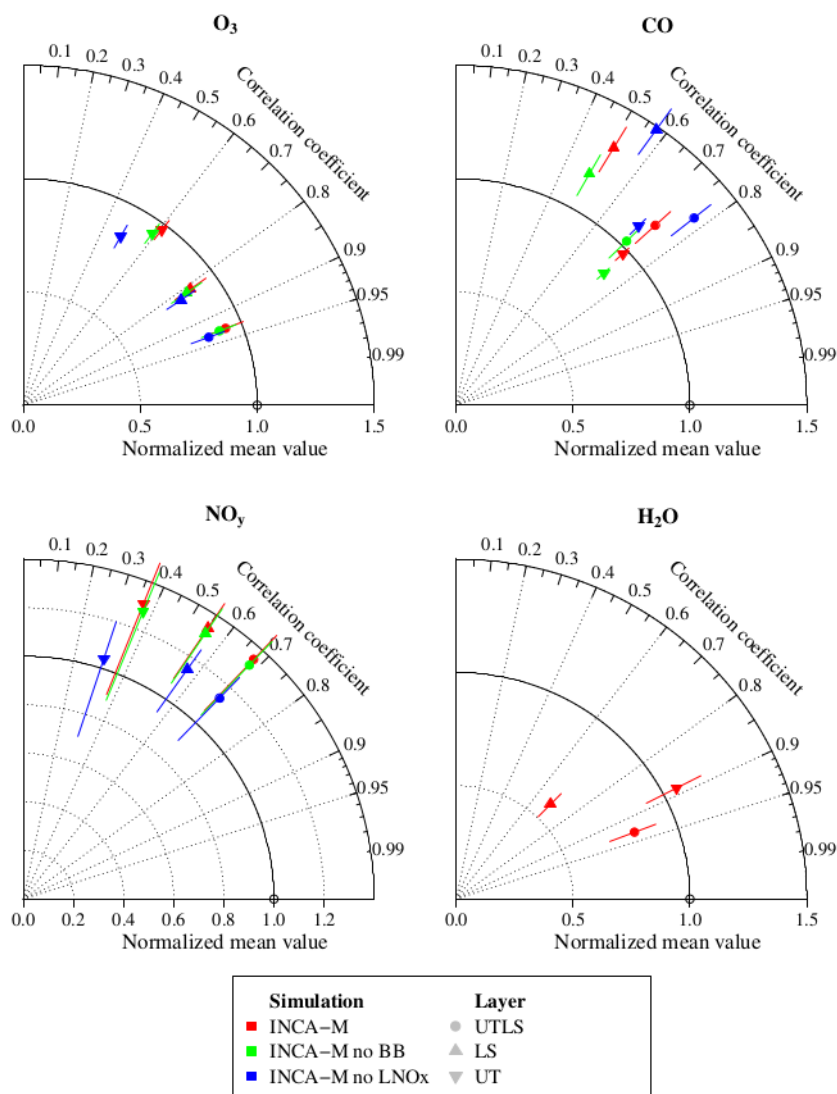 O3
0.1
0.2
0.3
0.4
0.5
0.6
0.7
0.8
0.9
0.95
0.99
Correlation coefficient
0.0 0.5 1.0 1.5
Normalized mean value
CO
0.1
0.2
0.3
0.4
0.5
0.6
0.7
0.8
0.9
0.95
0.99
Correlation coefficient
0.0 0.5 1.0 1.5
Normalized mean value
NOy
0.1
0.2
0.3
0.4
0.5
0.6
0.7
0.8
0.9
0.95
0.99
Correlation coefficient
0.0 0.2 0.4 0.6 0.8 1.0 1.2
Normalized mean value
H2O
0.1
0.2
0.3
0.4
0.5
0.6
0.7
0.8
0.9
0.95
0.99
Correlation coefficient
0.0 0.5 1.0 1.5
Normalized mean value
Simulation Layer
INCA−M UTLS
INCA−M no BB LS
INCA−M no LNOx UT